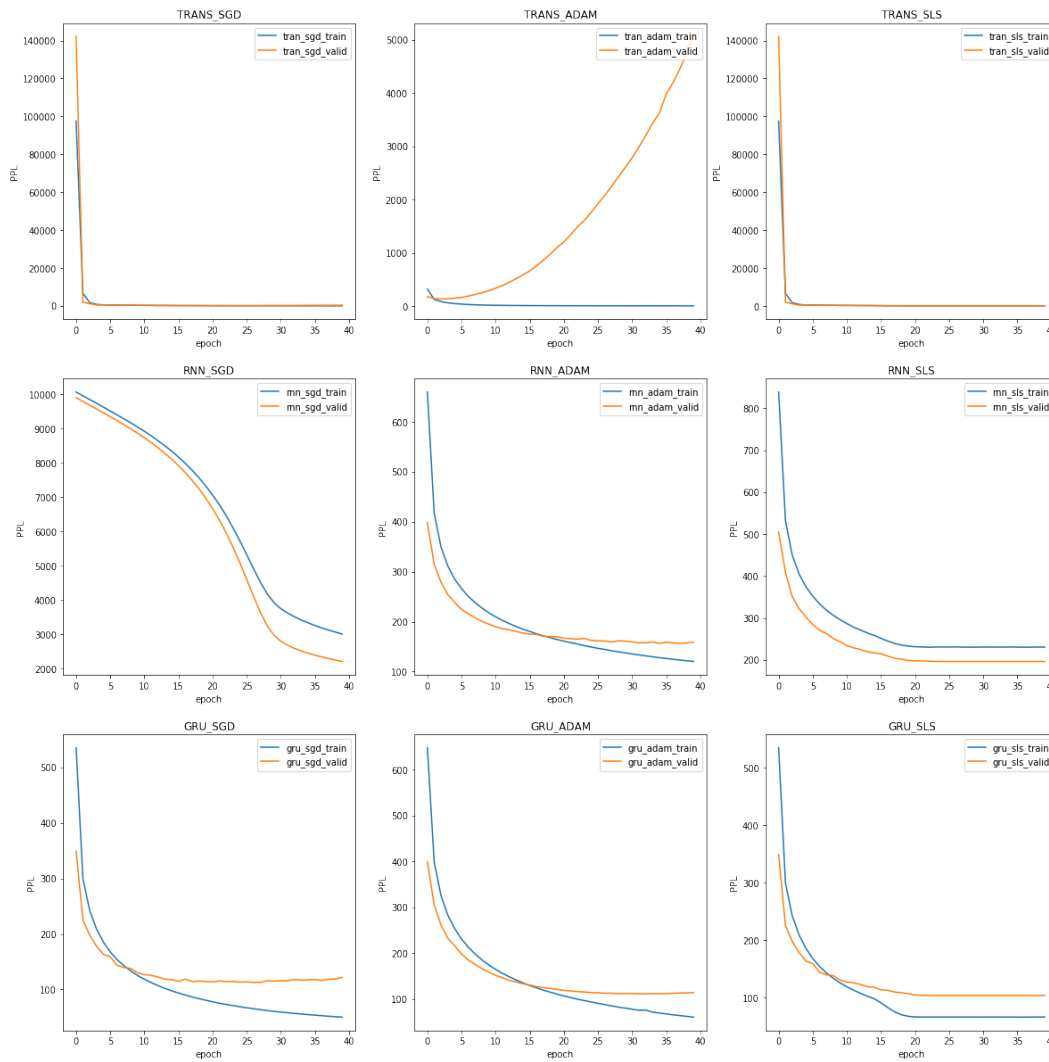 TRANS_SGD
tran_sgd_train
tran_sgd_valid
PPL
140000
120000
100000
80000
60000
40000
20000
0
0 5 10 15 20 25 30 35 40
epoch
TRANS_ADAM
tran_adam_train
tran_adam_valid
PPL
5000
4000
3000
2000
1000
0
0 5 10 15 20 25 30 35 40
epoch
TRANS_SLS
tran_sls_train
tran_sls_valid
PPL
140000
120000
100000
80000
60000
40000
20000
0
0 5 10 15 20 25 30 35 40
epoch
RNN_SGD
rnn_sgd_train
rnn_sgd_valid
PPL
10000
9000
8000
7000
6000
5000
4000
3000
2000
0 5 10 15 20 25 30 35 40
epoch
RNN_ADAM
rnn_adam_train
rnn_adam_valid
PPL
600
500
400
300
200
100
0 5 10 15 20 25 30 35 40
epoch
RNN_SLS
rnn_sls_train
rnn_sls_valid
PPL
800
700
600
500
400
300
200
0 5 10 15 20 25 30 35
epoch
GRU_SGD
gru_sgd_train
gru_sgd_valid
PPL
500
400
300
200
100
0 5 10 15 20 25 30 35 40
epoch
GRU_ADAM
gru_adam_train
gru_adam_valid
PPL
600
500
400
300
200
100
0 5 10 15 20 25 30 35 40
epoch
GRU_SLS
gru_sls_train
gru_sls_valid
PPL
500
400
300
200
100
0 5 10 15 20 25 30 35
epoch